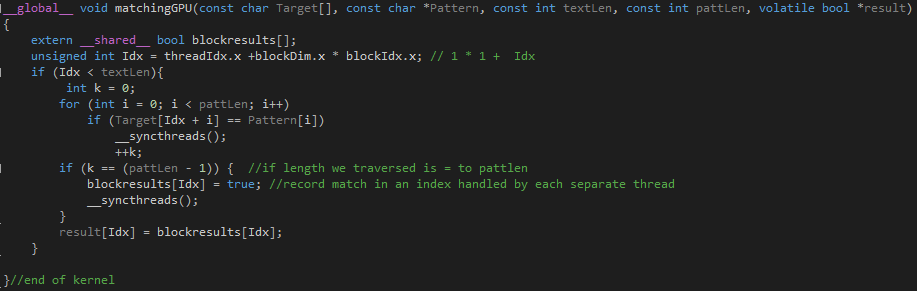 __global__ void matchingGPU(const char Target[], const char *Pattern, const int textLen, const int pattLen, volatile bool *result)
{
    extern __shared__ bool blockresults[];
    unsigned int Idx = threadIdx.x +blockDim.x * blockIdx.x; // 1 * 1 +  Idx
    if (Idx < textLen){
         int k = 0;
        for (int i = 0; i < pattLen; i++)
            if (Target[Idx + i] == Pattern[i])
                __syncthreads();
                ++k;
        if (k == (pattLen - 1)) {  //if length we traversed is = to pattlen
            blockresults[Idx] = true; //record match in an index handled by each separate thread
            __syncthreads();
        }
        result[Idx] = blockresults[Idx];
    }
}//end of kernel